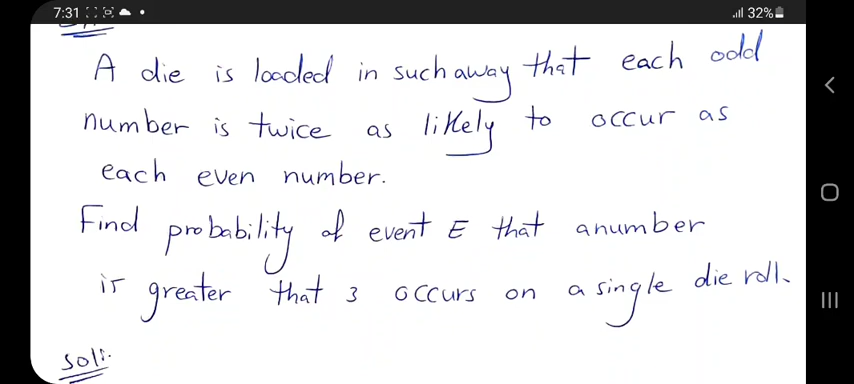 7:31
32%
A die is loaded in such away that each odd
number is twice as likely to occur as
each even number.
Find probability of event E that anumber
is greater that 3 occurs on a single die roll.
Sol: